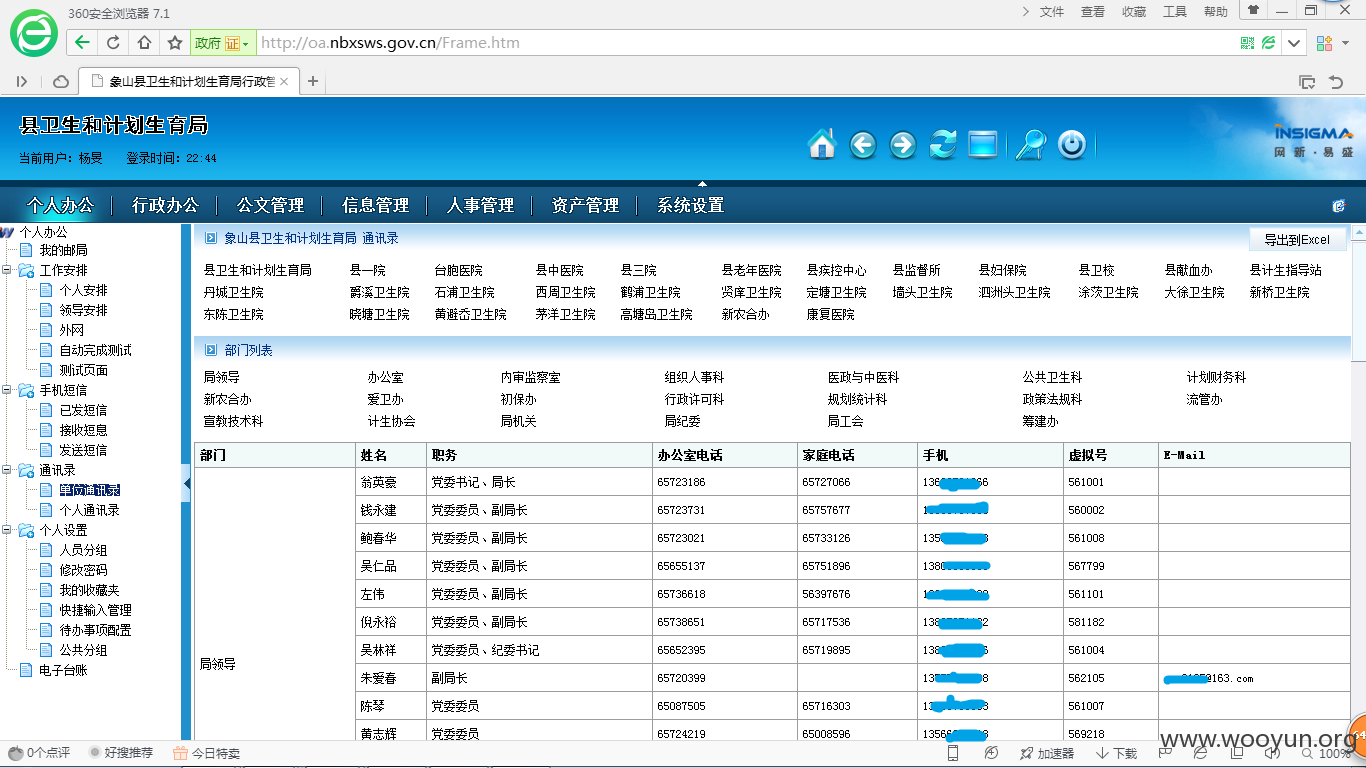 360安全浏览器 7.1
文件 查看 收藏 工具 帮助
政府 证 http://oa.nbxsws.gov.cn/Frame.htm
象山县卫生和计划生育局行政管
县卫生和计划生育局
当前用户：杨旻 登录时间：22:44
INSIGMA
网新·易盛
个人办公 行政办公 公文管理 信息管理 人事管理 资产管理 系统设置
个人办公
我的邮局
工作安排
个人安排
领导安排
外网
自动完成测试
测试页面
手机短信
已发短信
接收短息
发送短信
通讯录
单位通讯录
个人通讯录
个人设置
人员分组
修改密码
我的收藏夹
快捷输入管理
待办事项配置
公共分组
电子台账
象山县卫生和计划生育局 通讯录 导出到Excel
县卫生和计划生育局 县一院 台胞医院 县中医院 县三院 县老年医院 县疾控中心 县监督所 县妇保院 县卫校 县献血办 县计生指导站
丹城卫生院 爵溪卫生院 石浦卫生院 西周卫生院 鹤浦卫生院 贤庠卫生院 定塘卫生院 墙头卫生院 泗洲头卫生院 涂茨卫生院 大徐卫生院 新桥卫生院
东陈卫生院 晓塘卫生院 黄避岙卫生院 茅洋卫生院 高塘岛卫生院 新农合办 康复医院
部门列表
局领导 办公室 内审监察室 组织人事科 医政与中医科 公共卫生科 计划财务科
新农合办 爱卫办 初保办 行政许可科 规划统计科 政策法规科 流管办
宣教技术科 计生协会 局机关 局纪委 局工会 筹建办
部门 姓名 职务 办公室电话 家庭电话 手机 虚拟号 E-Mail
翁英豪 党委书记、局长 65723186 65727066 561001
钱永建 党委委员、副局长 65723731 65757677 560002
鲍春华 党委委员、副局长 65723021 65733126 561008
吴仁品 党委委员、副局长 65655137 65751896 567799
左伟 党委委员、副局长 65736618 56397676 561101
倪永裕 党委委员、副局长 65738651 65717536 581182
吴林祥 党委委员、纪委书记 65652395 65719895 561004
局领导
朱爱春 副局长 65720399 562105 @163.com
陈琴 党委委员 65087505 65716303 561007
黄志辉 党委委员 65724219 65008596 569218
www.wooyun.org
0个点评 好搜推荐 今日特卖 加速器 下载 100%